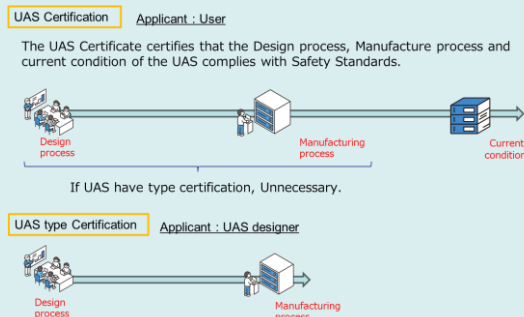 UAS Certification
Applicant : User
The UAS Certificate certifies that the Design process, Manufacture process and
current condition of the UAS complies with Safety Standards.
Design
process
Manufacturing
process
Current
condition
If UAS have type certification, Unnecessary.
UAS type Certification
Applicant : UAS designer
Design
process
Manufacturing
process